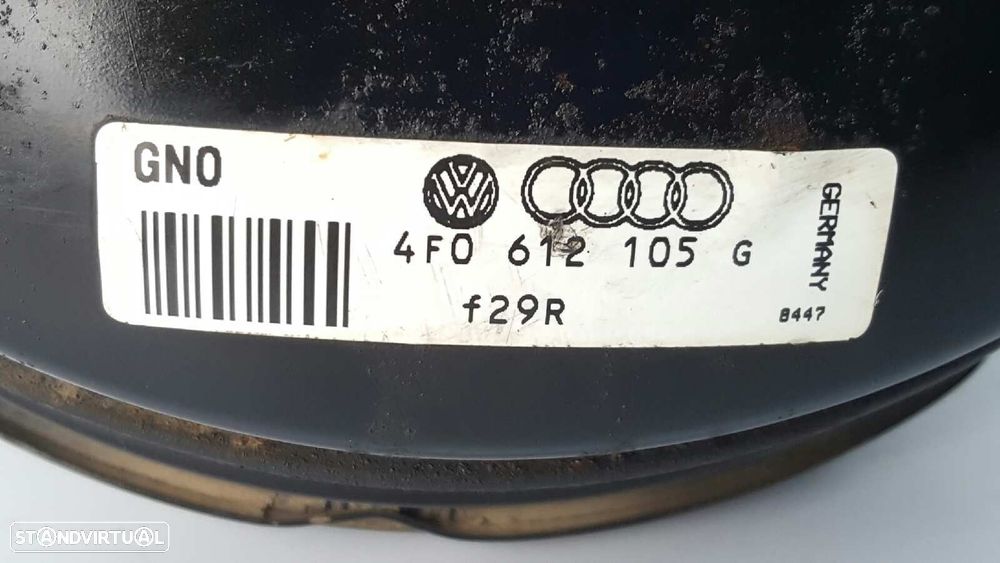 GNO
4F0 612 105 G
f29R
GERMANY
8447
STANDVIRTUAL